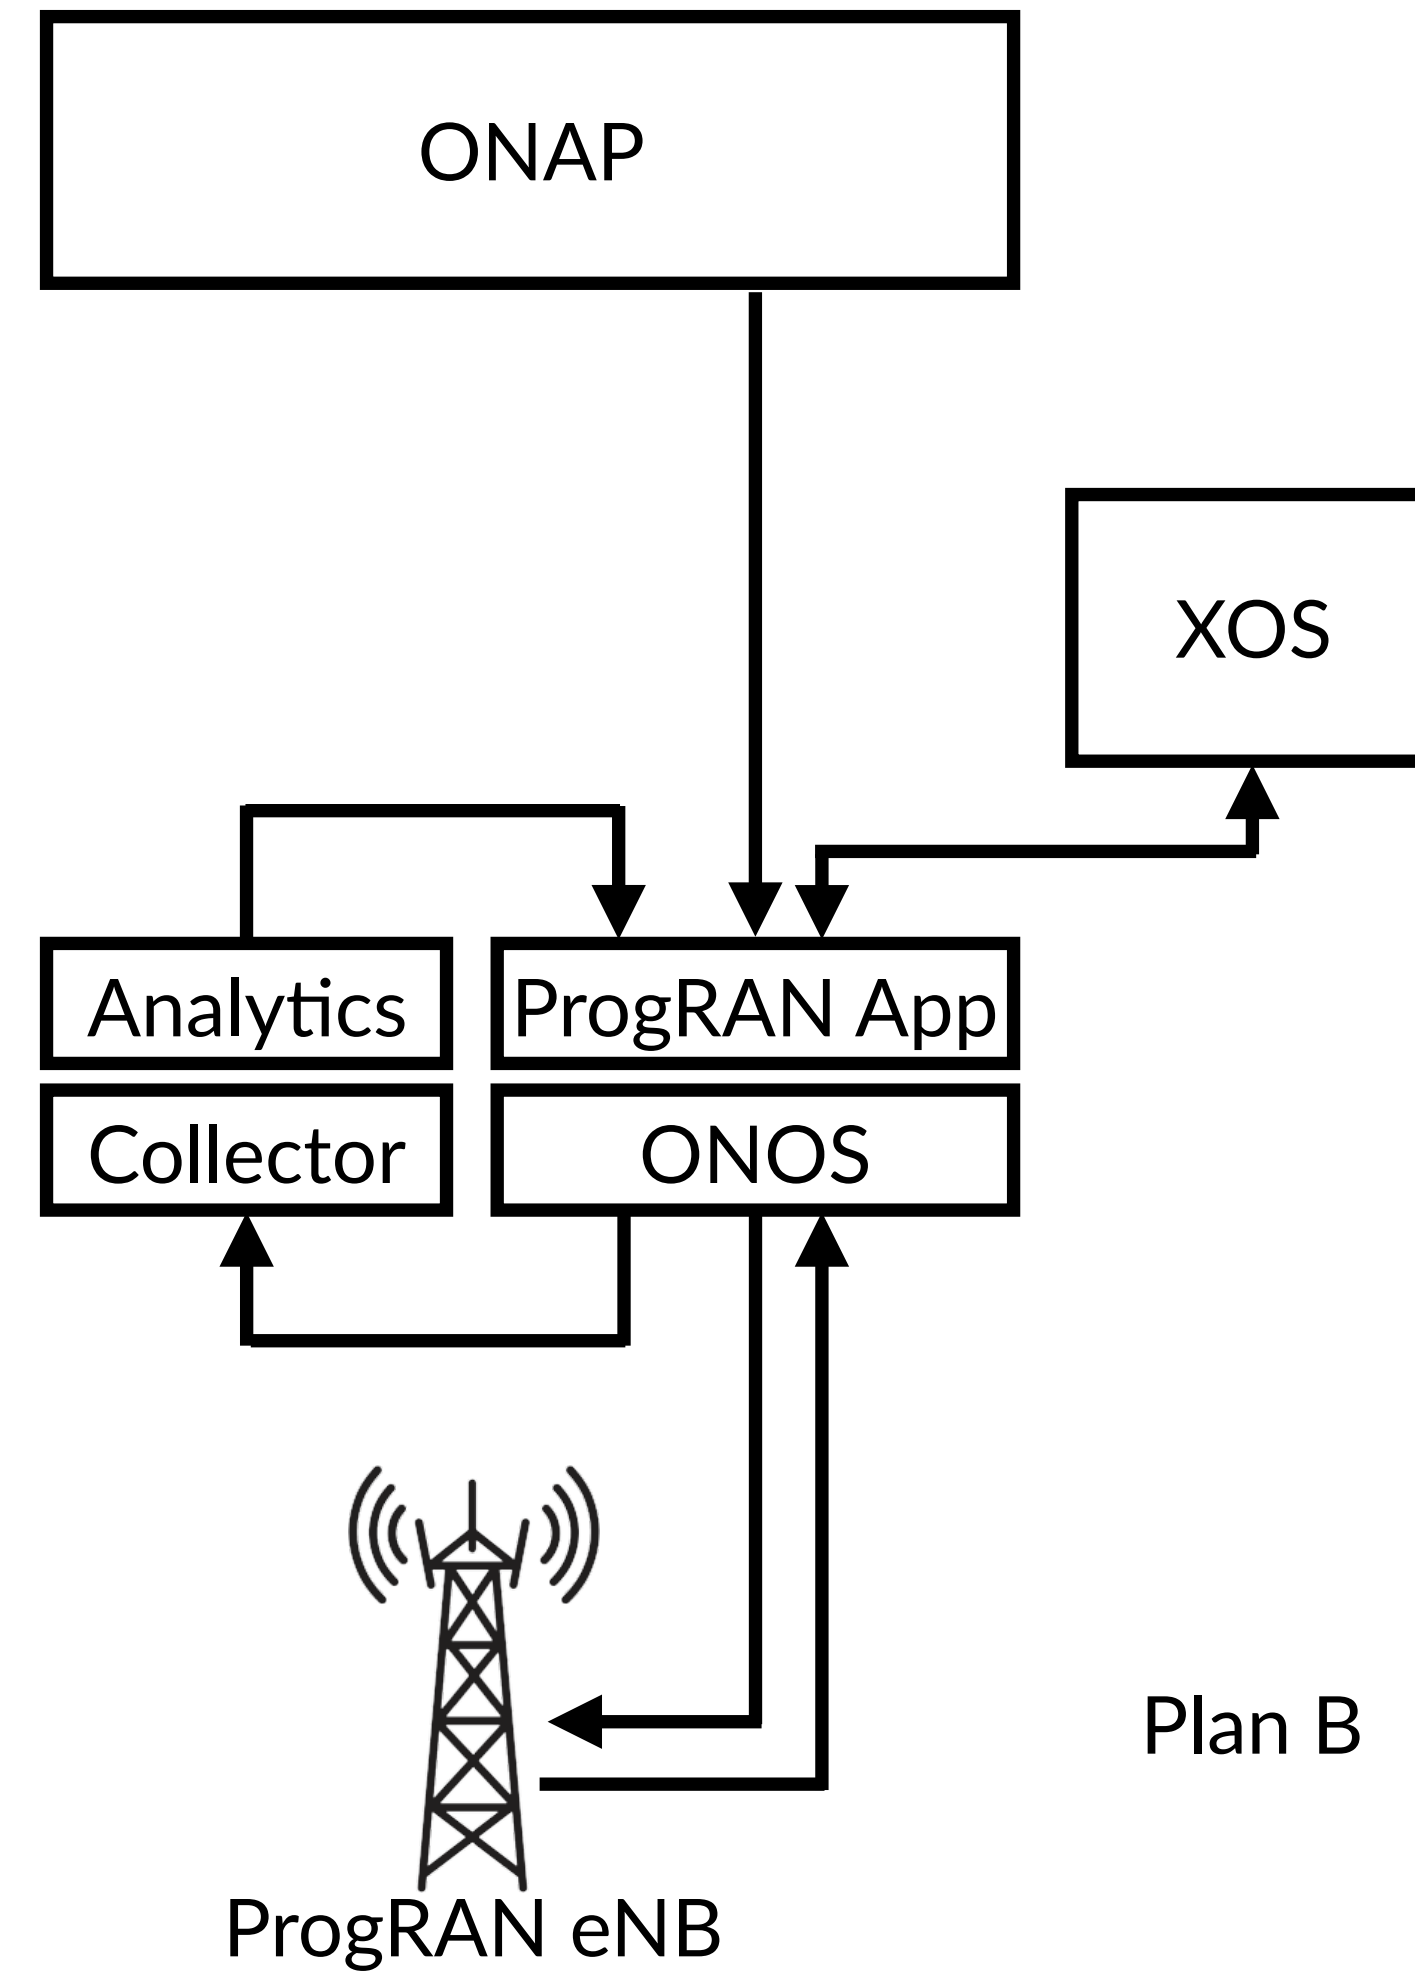 ONAP
XOS
Analytics
ProgRAN App
Collector
ONOS
Plan B
ProgRAN eNB